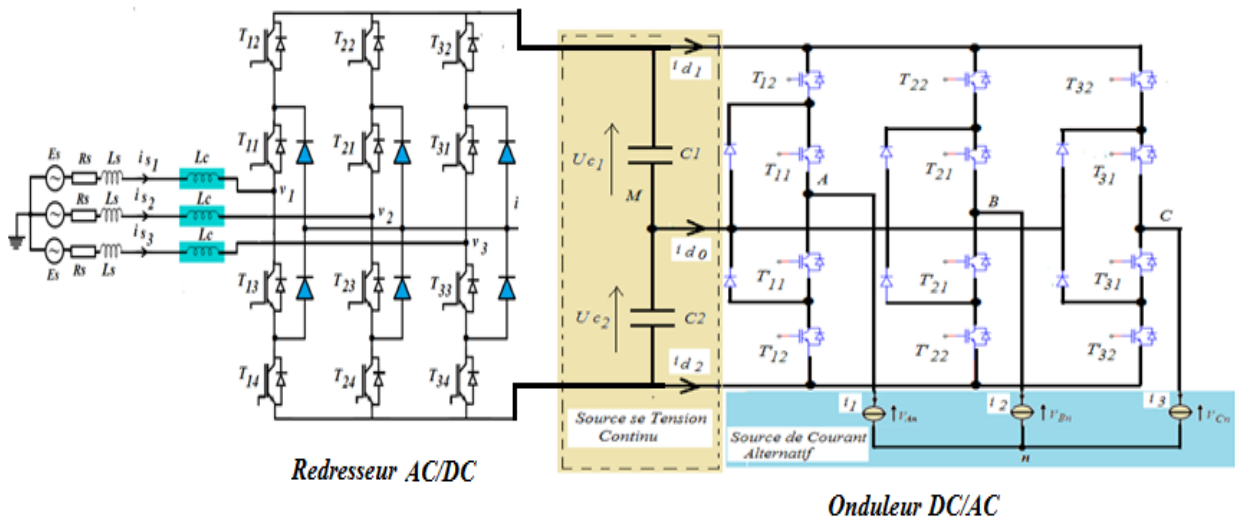 T12 T22 T32
T11 T21 T31
Es Rs Ls is1 Lc v1
Es Rs Ls is2 Lc v2 i
Es Rs Ls is3 Lc v3
T13 T23 T33
T14 T24 T34
Redresseur AC/DC
id1
Uc1 C1
M
id0
Uc2 C2
id2
Source se Tension
Continu
T12 T22 T32
T11 T21 T31
A B C
T'11 T'21 T'31
T'12 T'22 T'32
i1 VAn i2 VBn i3 VCn
Source de Courant
Alternatif
n
Onduleur DC/AC